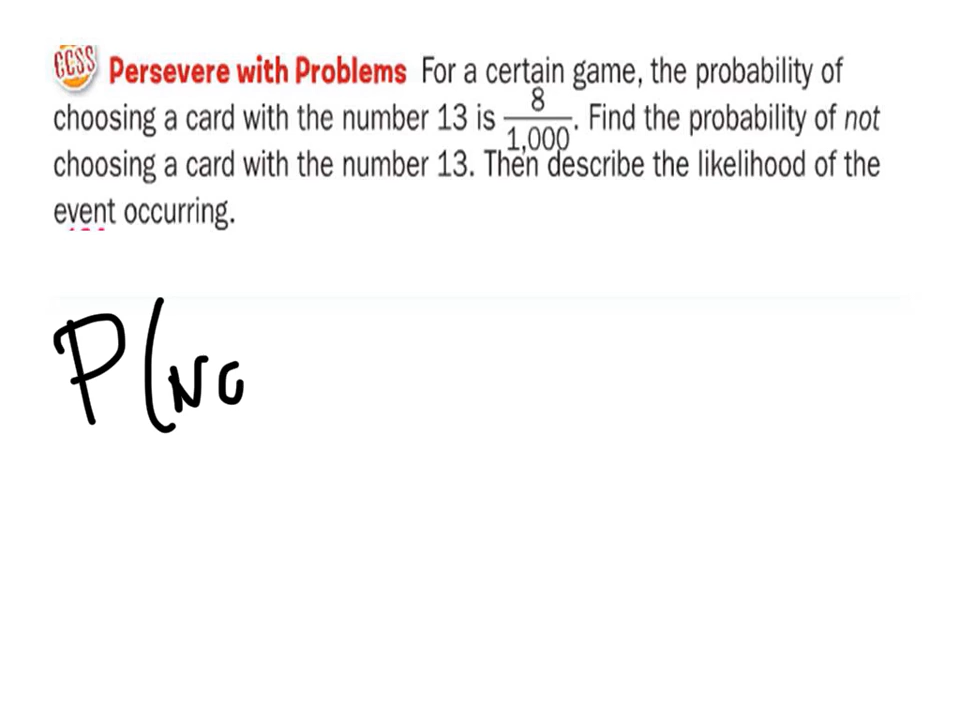 CCSS Persevere with Problems For a certain game, the probability of
choosing a card with the number 13 is 8/1,000. Find the probability of not
choosing a card with the number 13. Then describe the likelihood of the
event occurring.
P(NO